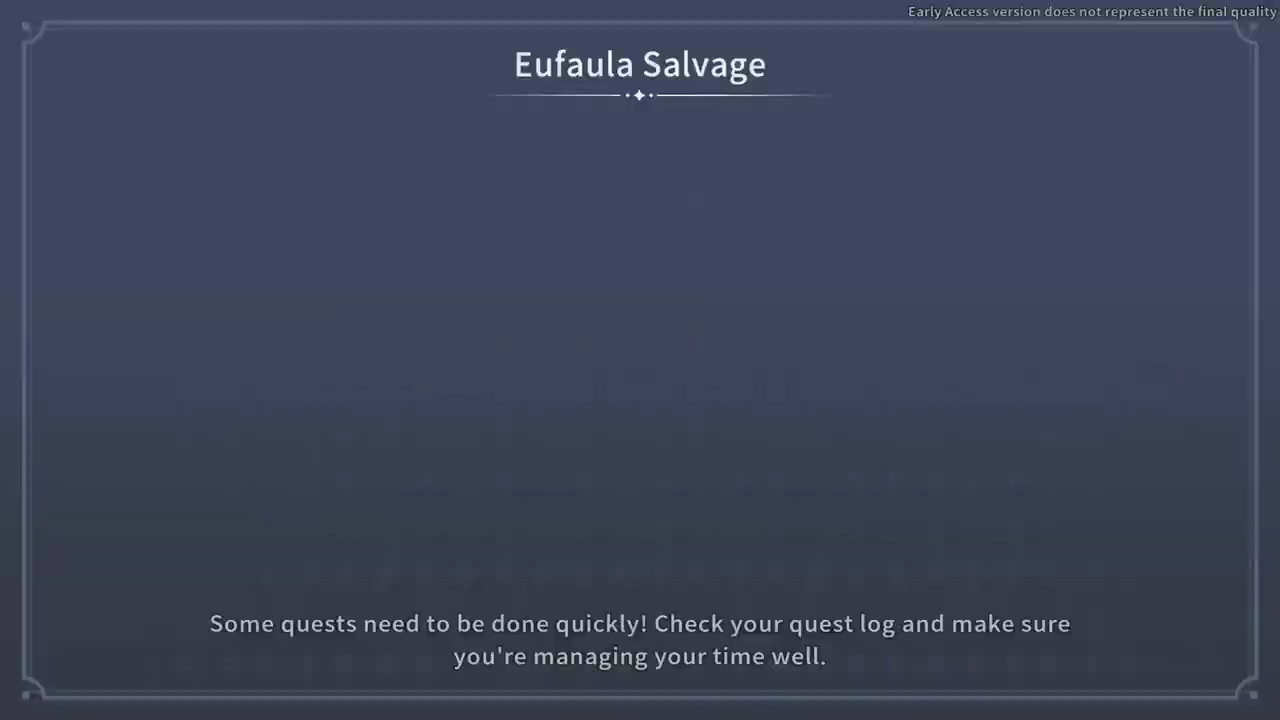 Early Access version does not represent the final quality
Eufaula Salvage
Some quests need to be done quickly! Check your quest log and make sure
you're managing your time well.